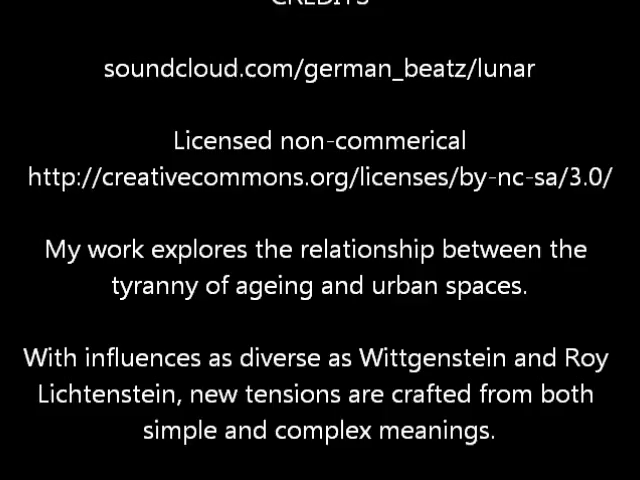 CREDITS
soundcloud.com/german_beatz/lunar
Licensed non-commerical
http://creativecommons.org/licenses/by-nc-sa/3.0/
My work explores the relationship between the
tyranny of ageing and urban spaces.
With influences as diverse as Wittgenstein and Roy
Lichtenstein, new tensions are crafted from both
simple and complex meanings.